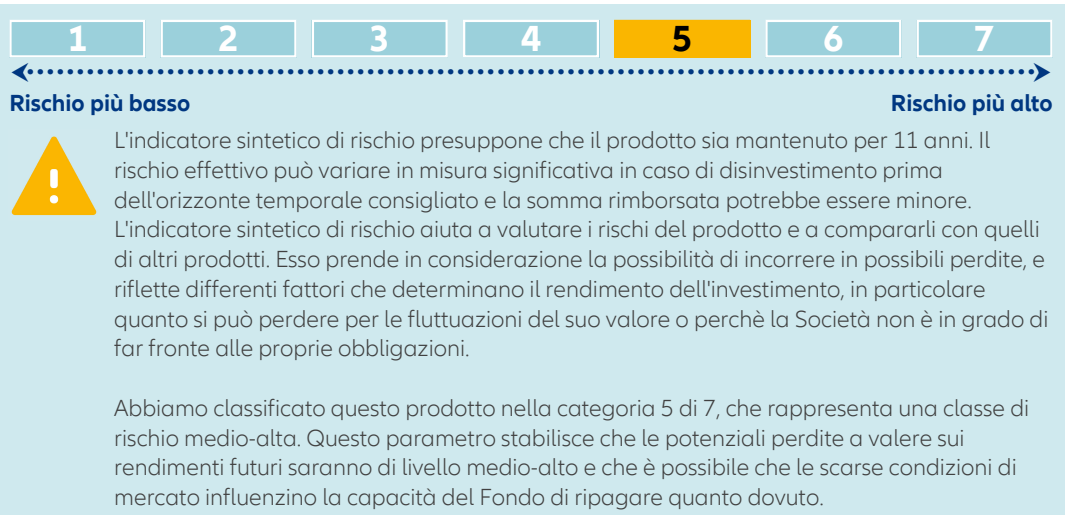 1 2 3 4 5 6 7
Rischio più basso Rischio più alto
L'indicatore sintetico di rischio presuppone che il prodotto sia mantenuto per 11 anni. Il
rischio effettivo può variare in misura significativa in caso di disinvestimento prima
dell'orizzonte temporale consigliato e la somma rimborsata potrebbe essere minore.
L'indicatore sintetico di rischio aiuta a valutare i rischi del prodotto e a compararli con quelli
di altri prodotti. Esso prende in considerazione la possibilità di incorrere in possibili perdite, e
riflette differenti fattori che determinano il rendimento dell'investimento, in particolare
quanto si può perdere per le fluttuazioni del suo valore o perchè la Società non è in grado di
far fronte alle proprie obbligazioni.
Abbiamo classificato questo prodotto nella categoria 5 di 7, che rappresenta una classe di
rischio medio-alta. Questo parametro stabilisce che le potenziali perdite a valere sui
rendimenti futuri saranno di livello medio-alto e che è possibile che le scarse condizioni di
mercato influenzino la capacità del Fondo di ripagare quanto dovuto.